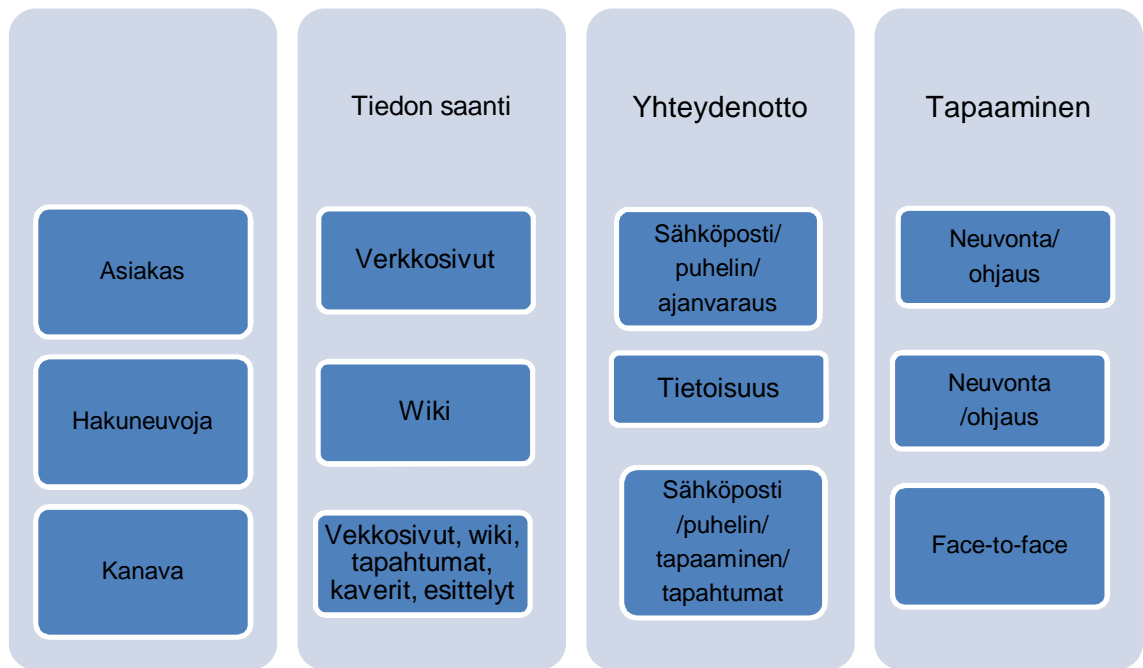 Tiedon saanti
Yhteydenotto
Tapaaminen
Asiakas
Verkkosivut
Sähköposti/
puhelin/
ajanvaraus
Neuvonta/
ohjaus
Hakuneuvoja
Wiki
Tietoisuus
Neuvonta
/ohjaus
Kanava
Vekkosivut, wiki,
tapahtumat,
kaverit, esittelyt
Sähköposti
/puhelin/
tapaaminen/
tapahtumat
Face-to-face